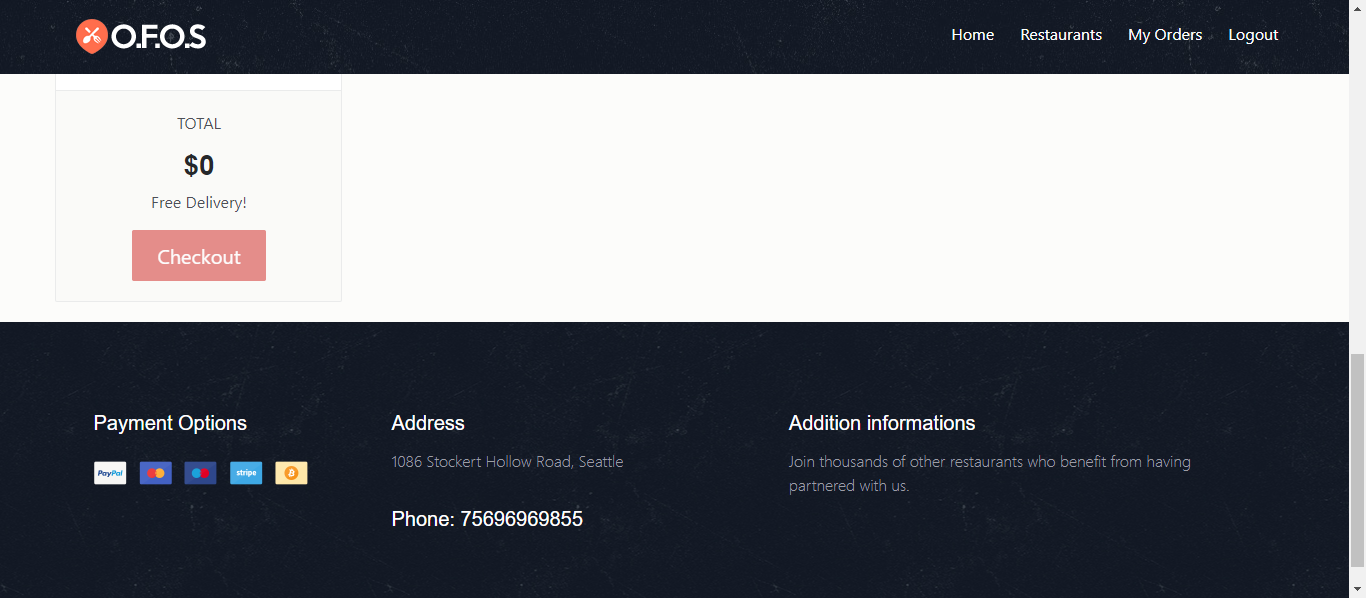 O.F.O.S
Home Restaurants My Orders Logout
TOTAL
$0
Free Delivery!
Checkout
Payment Options
PayPal stripe
Address
1086 Stockert Hollow Road, Seattle
Phone: 75696969855
Addition informations
Join thousands of other restaurants who benefit from having
partnered with us.